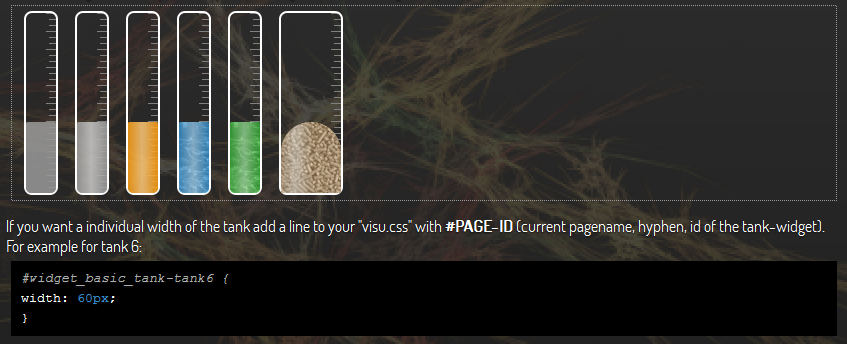 If you want a individual width of the tank add a line to your "visu.css" with #PAGE-ID (current pagename, hyphen, id of the tank-widget).
For example for tank 6:
#widget_basic_tank-tank6 {
width: 60px;
}